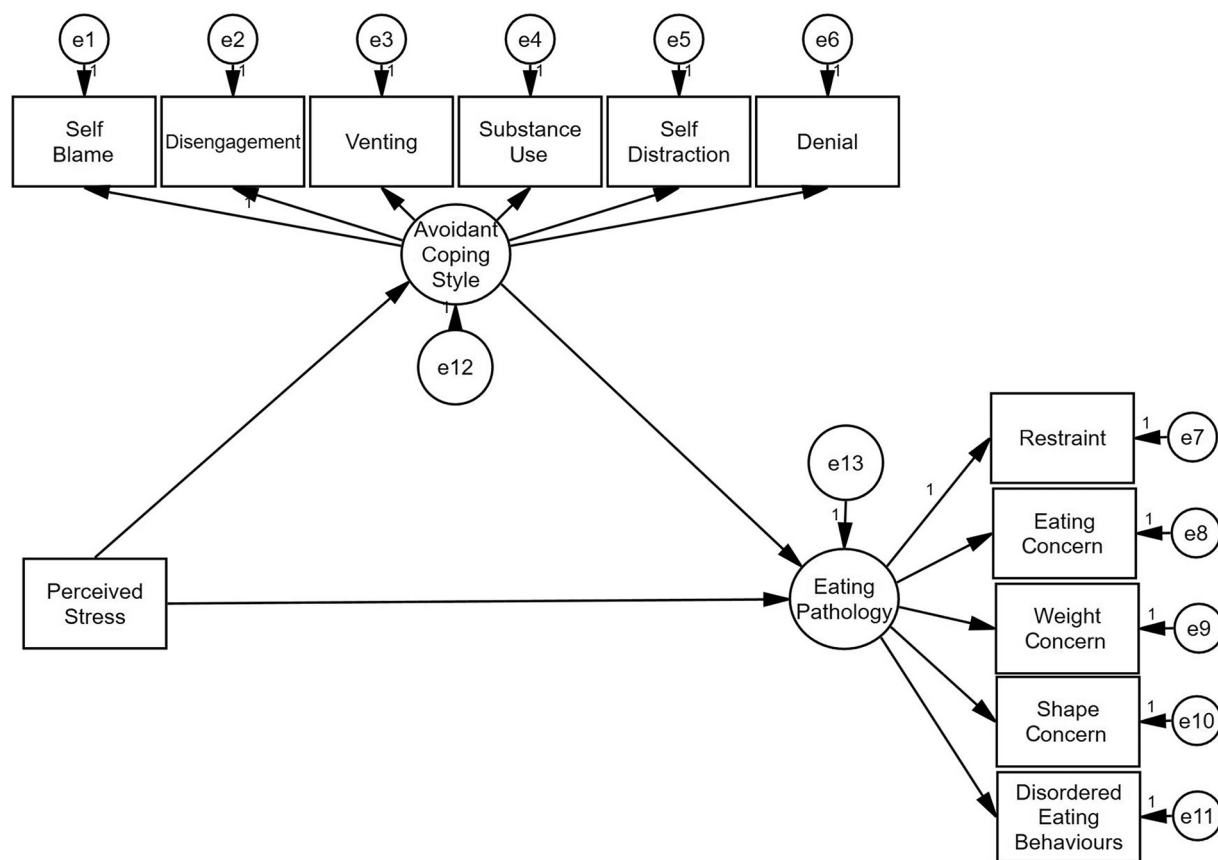 e1 e2 e3 e4 e5 e6
1 1 1 1 1 1
Self
Blame
Disengagement
Venting
Substance
Use
Self
Distraction
Denial
1
Avoidant
Coping
Style
1
e12
Restraint
1
e7
e13
1
1
Eating
Concern
1
e8
Perceived
Stress
Eating
Pathology
Weight
Concern
1
e9
Shape
Concern
1
e10
Disordered
Eating
Behaviours
1
e11